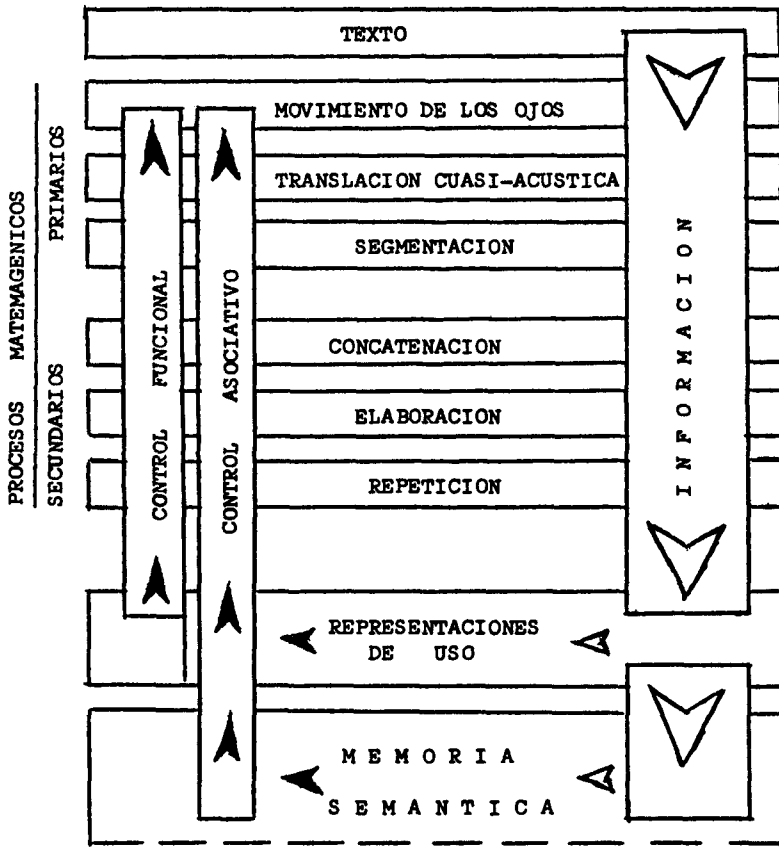 TEXTO
MOVIMIENTO DE LOS OJOS
TRANSLACION CUASI-ACUSTICA
SEGMENTACION
CONCATENACION
ELABORACION
REPETICION
REPRESENTACIONES
DE USO
MEMORIA
SEMANTICA
PROCESOS MATEMAGENICOS
PRIMARIOS
SECUNDARIOS
CONTROL FUNCIONAL
CONTROL ASOCIATIVO
INFORMACION